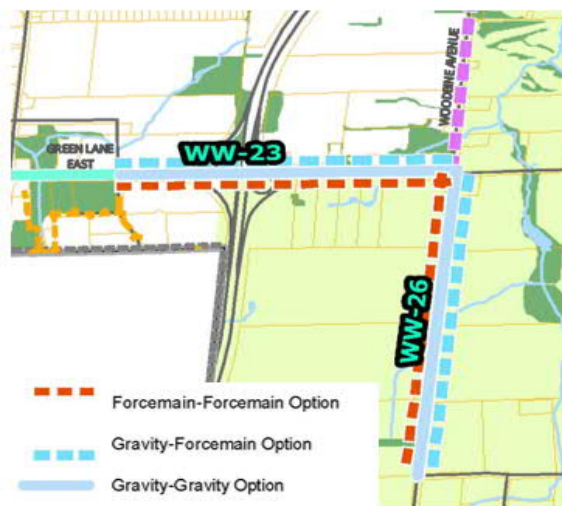 WOODBINE AVENUE
GREEN LANE
EAST
WW-23
WW-26
Forcemain-Forcemain Option
Gravity-Forcemain Option
Gravity-Gravity Option